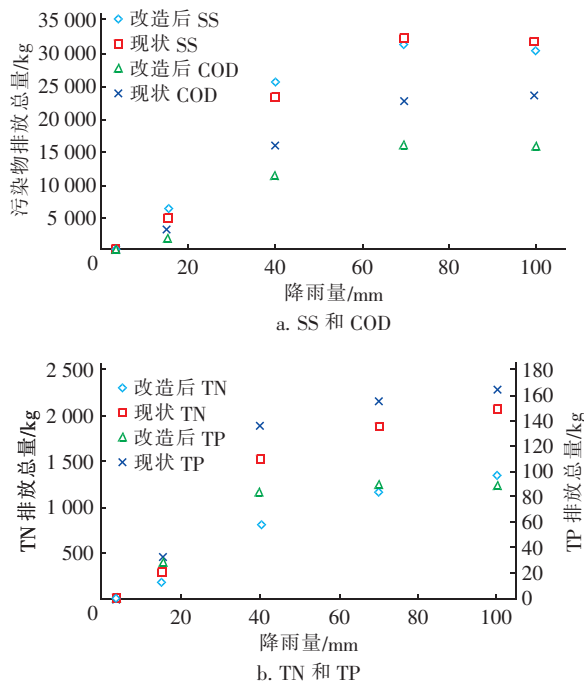 35 000
30 000
25 000
20 000
15 000
10 000
5 000
0
污染物排放总量/kg
改造后 SS
现状 SS
改造后 COD
现状 COD
20 40 60 80 100
降雨量/mm
a. SS 和 COD
2 500
2 000
1 500
1 000
500
0
TN 排放总量/kg
改造后 TN
现状 TN
改造后 TP
现状 TP
180
160
140
120
100
80
60
40
20
0
TP 排放总量/kg
20 40 60 80 100
降雨量/mm
b. TN 和 TP